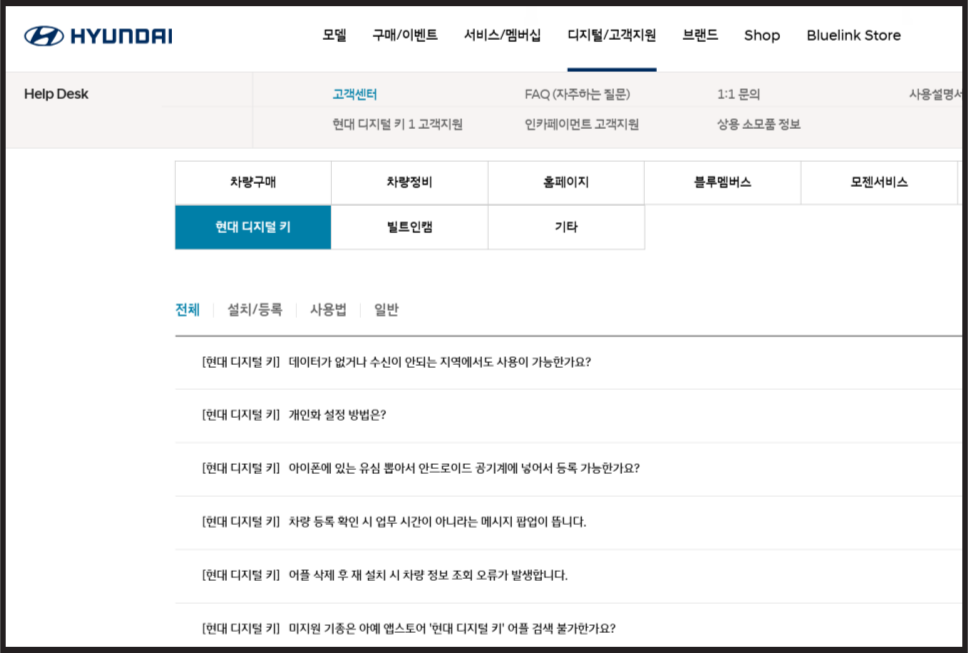 HYUNDAI
모델 구매/이벤트 서비스/멤버십 디지털/고객지원 브랜드 Shop Bluelink Store
Help Desk
고객센터 FAQ (자주하는 질문) 1:1 문의 사용설명서
현대 디지털 키 1 고객지원 인카페이먼트 고객지원 상용 소모품 정보
차량구매 차량정비 홈페이지 블루멤버스 모젠서비스
현대 디지털 키 빌트인캠 기타
전체 설치/등록 사용법 일반
[현대 디지털 키] 데이터가 없거나 수신이 안되는 지역에서도 사용이 가능한가요?
[현대 디지털 키] 개인화 설정 방법은?
[현대 디지털 키] 아이폰에 있는 유심 뽑아서 안드로이드 공기계에 넣어서 등록 가능한가요?
[현대 디지털 키] 차량 등록 확인 시 업무 시간이 아니라는 메시지 팝업이 뜹니다.
[현대 디지털 키] 어플 삭제 후 재 설치 시 차량 정보 조회 오류가 발생합니다.
[현대 디지털 키] 미지원 기종은 아예 앱스토어 '현대 디지털 키' 어플 검색 불가한가요?